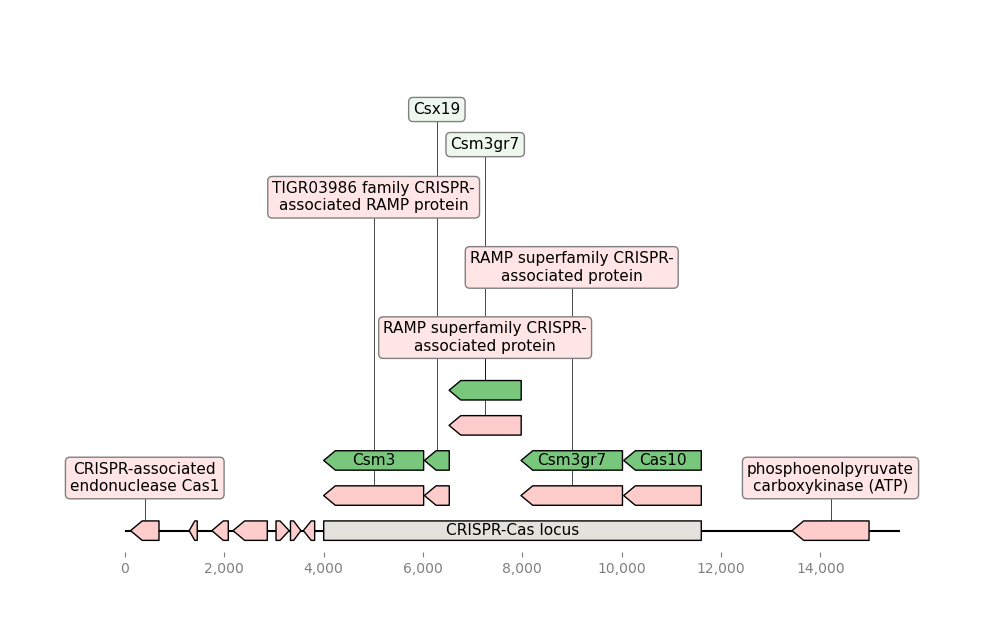 Csx19
Csm3gr7
TIGR03986 family CRISPR-
associated RAMP protein
RAMP superfamily CRISPR-
associated protein
RAMP superfamily CRISPR-
associated protein
Csm3
Csm3gr7
Cas10
CRISPR-associated
endonuclease Cas1
phosphoenolpyruvate
carboxykinase (ATP)
CRISPR-Cas locus
0
2,000
4,000
6,000
8,000
10,000
12,000
14,000